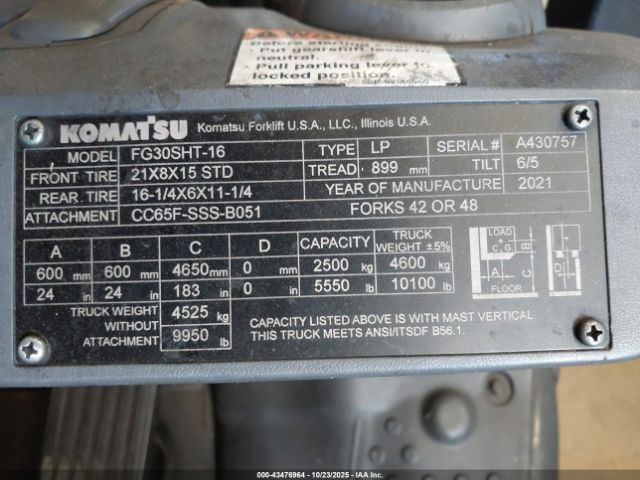 WARNING
Before starting
Put gearshift lever in
neutral.
Pull parking lever to
locked position.
KOMATSU Komatsu Forklift U.S.A., LLC., Illinois U.S.A.
MODEL FG30SHT-16 TYPE LP SERIAL# A430757
FRONT TIRE 21X8X15 STD TREAD 899 mm TILT 6/5
REAR TIRE 16-1/4X6X11-1/4 YEAR OF MANUFACTURE 2021
ATTACHMENT CC65F-SSS-B051 FORKS 42 OR 48
A B C D CAPACITY TRUCK WEIGHT ±5%
600 mm 600 mm 4650 mm 0 mm 2500 kg 4600 kg
24 in 24 in 183 in 0 in 5550 lb 10100 lb
TRUCK WEIGHT WITHOUT ATTACHMENT 4525 kg
9950 lb
LOAD
C.G.
A B C D
FLOOR
CAPACITY LISTED ABOVE IS WITH MAST VERTICAL
THIS TRUCK MEETS ANSI/ITSDF B56.1.
000-43476964 - 10/23/2025 - IAA Inc.